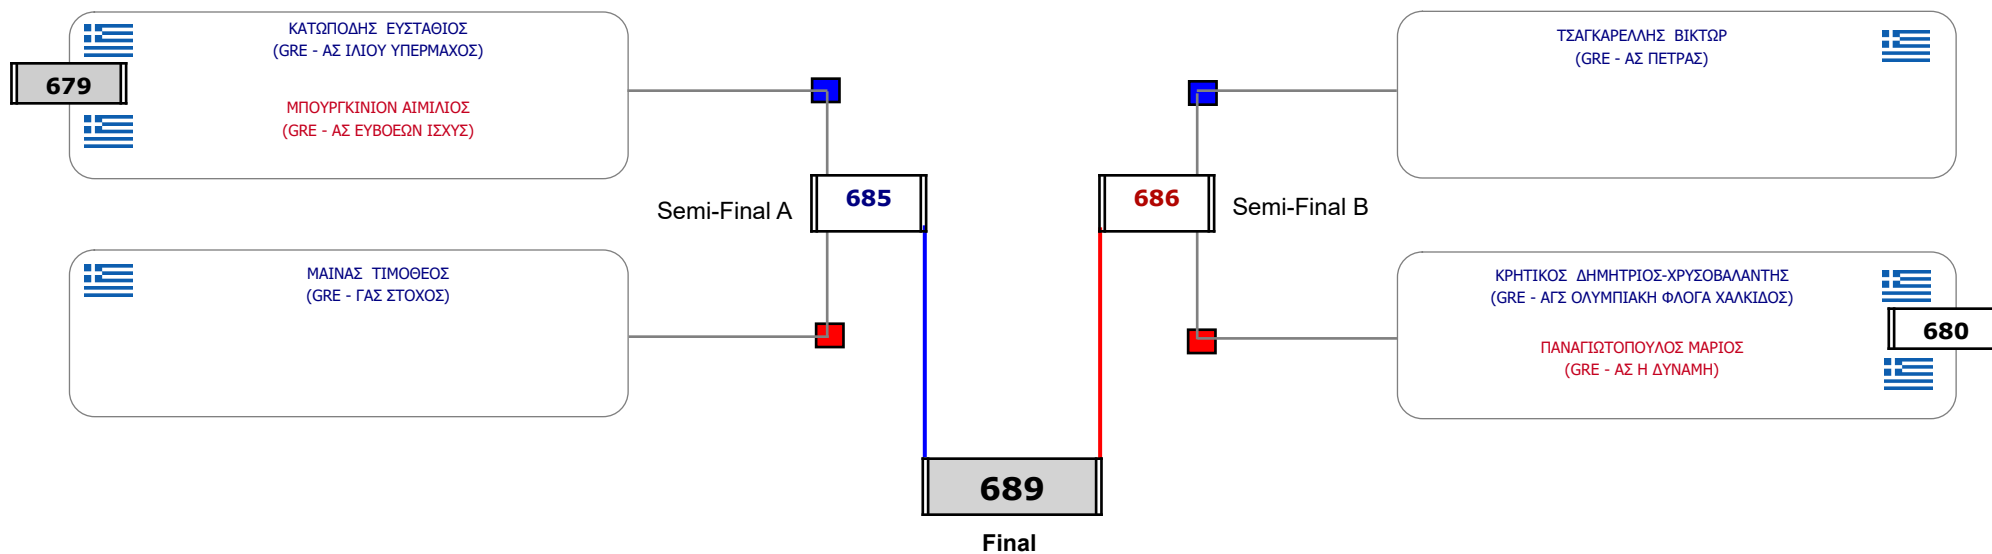 ΚΑΤΩΠΟΔΗΣ ΕΥΣΤΑΘΙΟΣ
(GRE - ΑΣ ΙΛΙΟΥ ΥΠΕΡΜΑΧΟΣ)
679
ΜΠΟΥΡΓΚΙΝΙΟΝ ΑΙΜΙΛΙΟΣ
(GRE - ΑΣ ΕΥΒΟΕΩΝ ΙΣΧΥΣ)
Semi-Final A
685
ΜΑΙΝΑΣ ΤΙΜΟΘΕΟΣ
(GRE - ΓΑΣ ΣΤΟΧΟΣ)
ΤΣΑΓΚΑΡΕΛΛΗΣ ΒΙΚΤΩΡ
(GRE - ΑΣ ΠΕΤΡΑΣ)
686
Semi-Final B
ΚΡΗΤΙΚΟΣ ΔΗΜΗΤΡΙΟΣ-ΧΡΥΣΟΒΑΛΑΝΤΗΣ
(GRE - ΑΓΣ ΟΛΥΜΠΙΑΚΗ ΦΛΟΓΑ ΧΑΛΚΙΔΟΣ)
680
ΠΑΝΑΓΙΩΤΟΠΟΥΛΟΣ ΜΑΡΙΟΣ
(GRE - ΑΣ Η ΔΥΝΑΜΗ)
689
Final